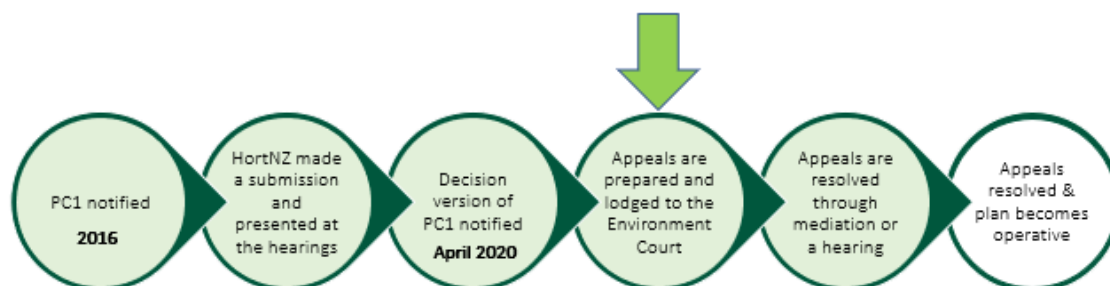 PC1 notified
2016
HortNZ made
a submission
and
presented at
the hearings
Decision
version of
PC1 notified
April 2020
Appeals are
prepared and
lodged to the
Environment
Court
Appeals are
resolved
through
mediation or
a hearing
Appeals
resolved &
plan becomes
operative